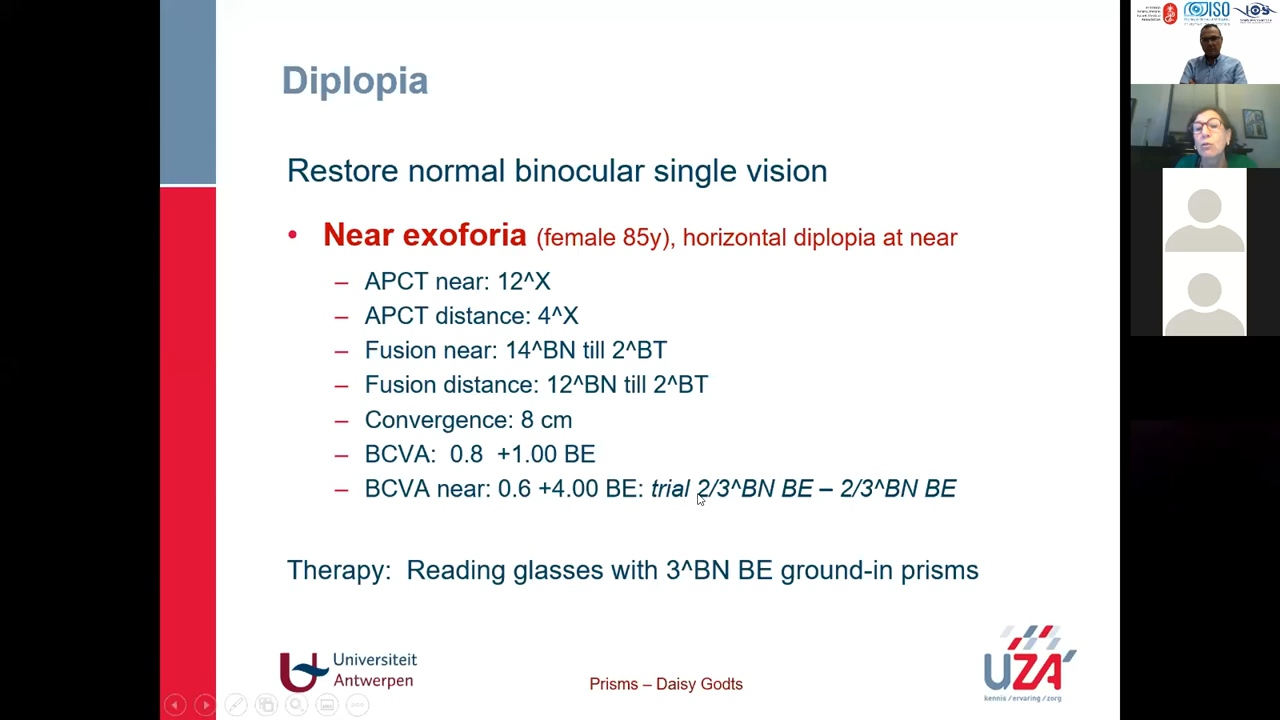 Diplopia
Restore normal binocular single vision
• Near exoforia (female 85y), horizontal diplopia at near
– APCT near: 12^X
– APCT distance: 4^X
– Fusion near: 14^BN till 2^BT
– Fusion distance: 12^BN till 2^BT
– Convergence: 8 cm
– BCVA: 0.8 +1.00 BE
– BCVA near: 0.6 +4.00 BE: trial 2/3^BN BE – 2/3^BN BE
Therapy: Reading glasses with 3^BN BE ground-in prisms
Universiteit
Antwerpen
Prisms – Daisy Godts
UZA
kennis / ervaring / zorg
ISO
IOS